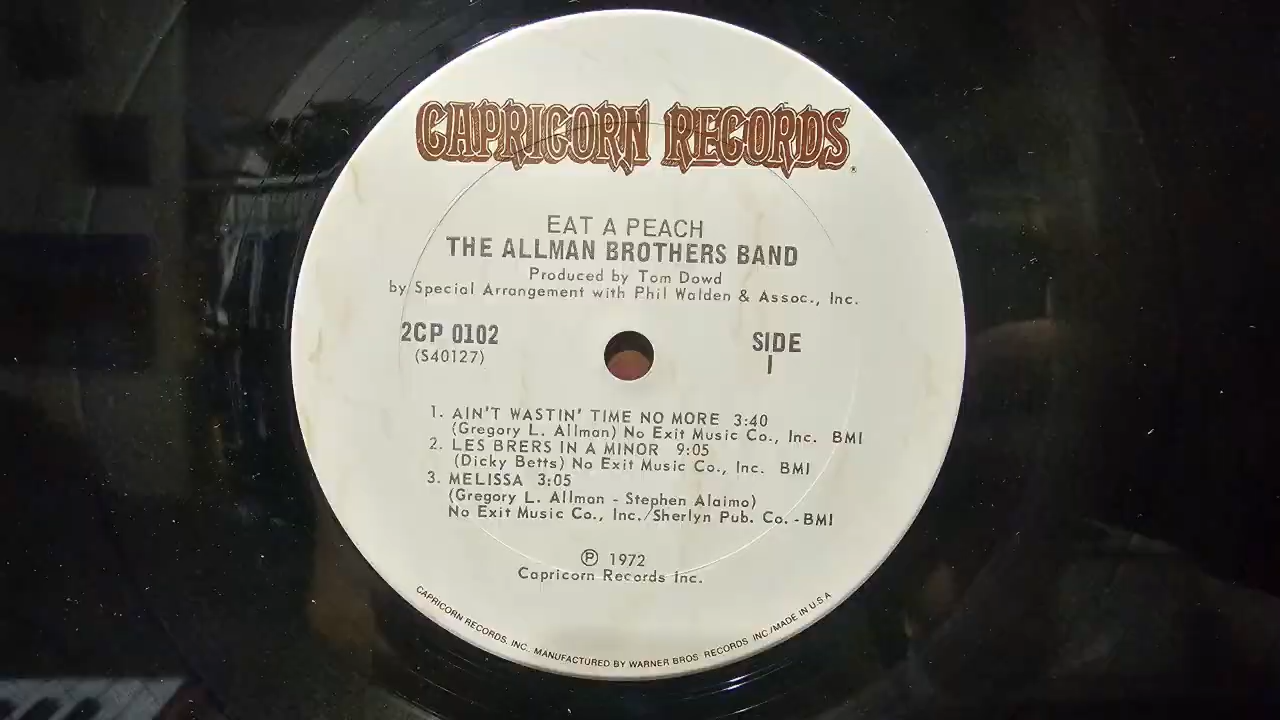 CAPRICORN RECORDS
EAT A PEACH
THE ALLMAN BROTHERS BAND
Produced by Tom Dowd
by Special Arrangement with Phil Walden & Assoc., Inc.
2CP 0102
(S40127)
SIDE
1
1. AIN'T WASTIN' TIME NO MORE 3:40
(Gregory L. Allman) No Exit Music Co., Inc. BMI
2. LES BRERS IN A MINOR 9:05
(Dicky Betts) No Exit Music Co., Inc. BMI
3. MELISSA 3:05
(Gregory L. Allman - Stephen Alaimo)
No Exit Music Co., Inc./Sherlyn Pub. Co. - BMI
℗ 1972
Capricorn Records Inc.
CAPRICORN RECORDS, INC. MANUFACTURED BY WARNER BROS. RECORDS INC./MADE IN U.S.A